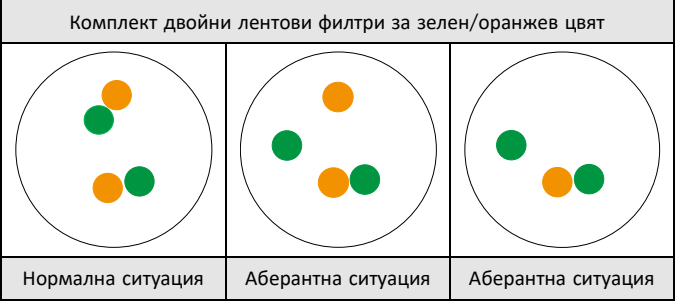 Комплект двойни лентови филтри за зелен/оранжев цвят
Нормална ситуация
Аберантна ситуация
Аберантна ситуация